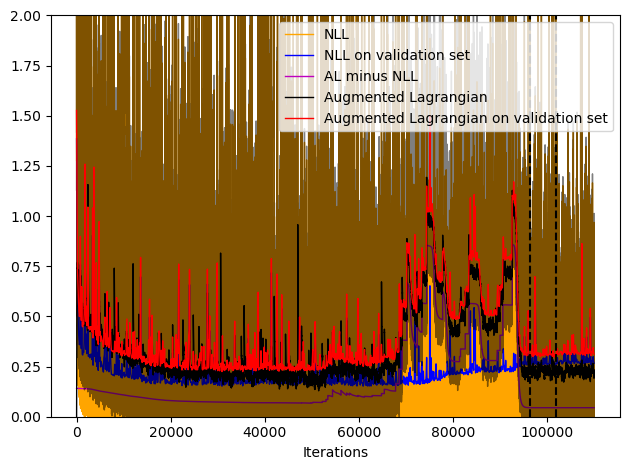 2.00
1.75
1.50
1.25
1.00
0.75
0.50
0.25
0.00
NLL
NLL on validation set
AL minus NLL
Augmented Lagrangian
Augmented Lagrangian on validation set
0 20000 40000 60000 80000 100000
Iterations